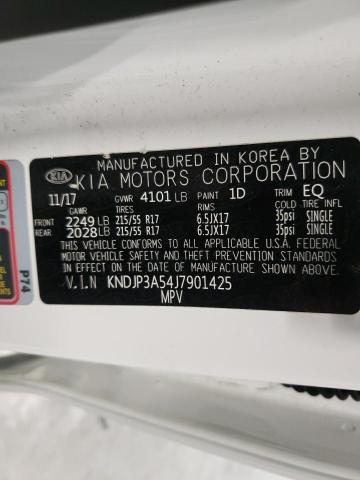 MANUFACTURED IN KOREA BY
KIA KIA MOTORS CORPORATION
11/17 GVWR 4101 LB PAINT 1D TRIM EQ
GAWR TIRES RIMS COLD TIRE INFL
FRONT 2249 LB 215/55 R17 6.5JX17 35psi SINGLE
REAR 2028 LB 215/55 R17 6.5JX17 35psi SINGLE
THIS VEHICLE CONFORMS TO ALL APPLICABLE U.S.A. FEDERAL
MOTOR VEHICLE SAFETY AND THEFT PREVENTION STANDARDS
IN EFFECT ON THE DATE OF MANUFACTURE SHOWN ABOVE.
V.I.N KNDJP3A54J7901425
MPV
P74